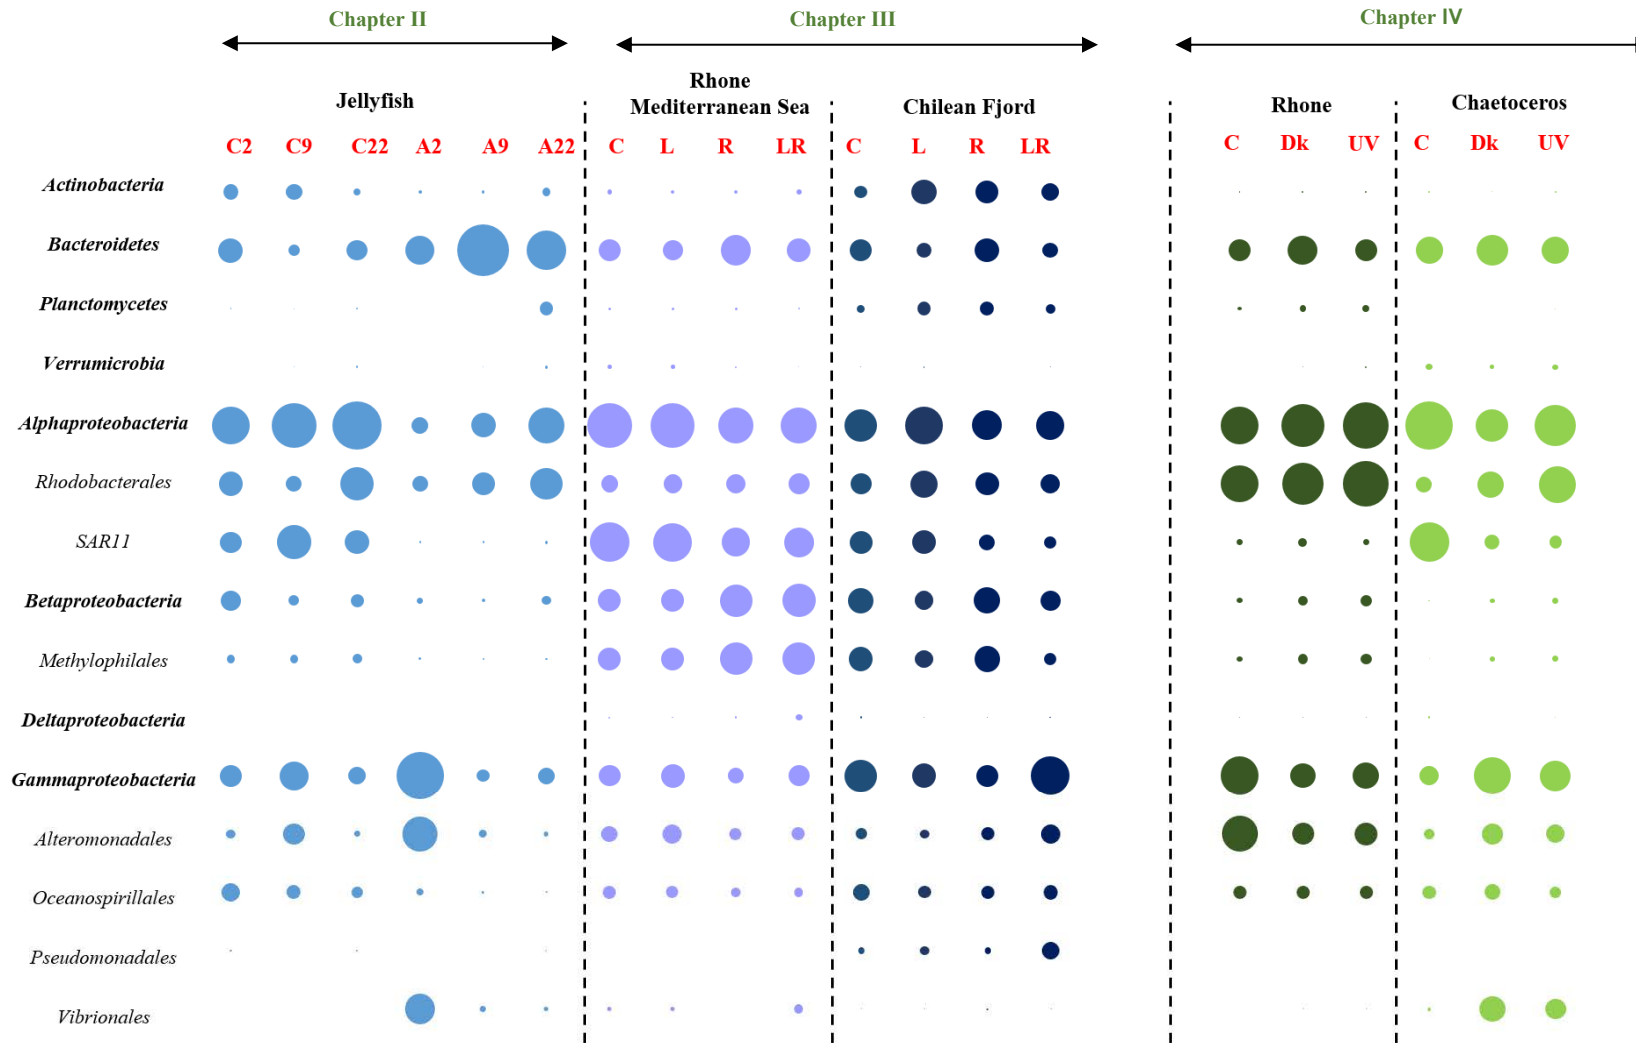 Chapter II
Chapter III
Chapter IV
Jellyfish
Rhone
Mediterranean Sea
Chilean Fjord
Rhone
Chaetoceros
C2 C9 C22 A2 A9 A22 C L R LR C L R LR C Dk UV C Dk UV
Actinobacteria
Bacteroidetes
Planctomycetes
Verrumicrobia
Alphaproteobacteria
Rhodobacterales
SAR11
Betaproteobacteria
Methylophilales
Deltaproteobacteria
Gammaproteobacteria
Alteromonadales
Oceanospirillales
Pseudomonadales
Vibrionales